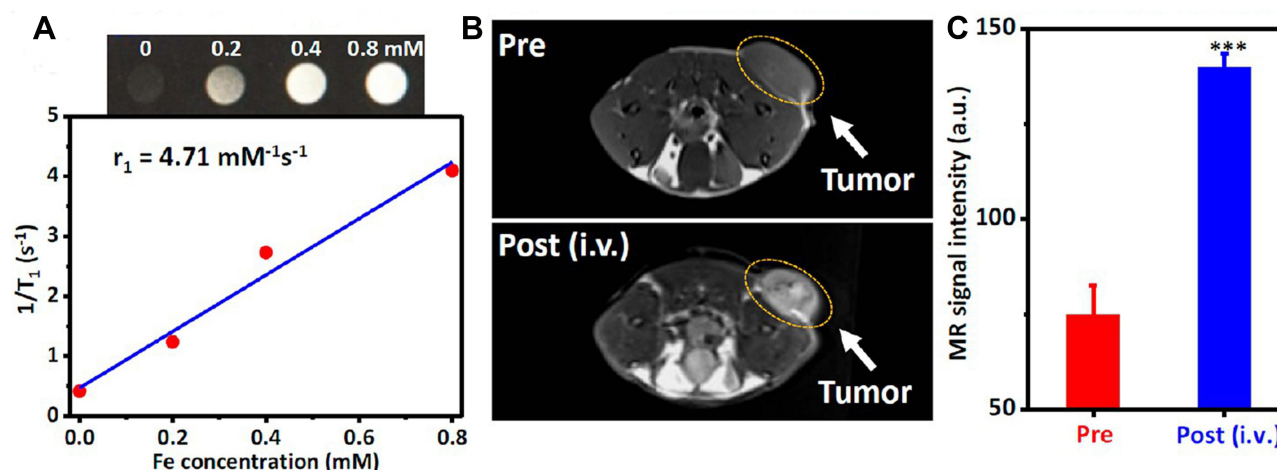 A
0 0.2 0.4 0.8 mM
r₁ = 4.71 mM⁻¹s⁻¹
5
4
3
2
1
0
1/T₁ (s⁻¹)
0.0 0.2 0.4 0.6 0.8
Fe concentration (mM)
B
Pre
Tumor
Post (i.v.)
Tumor
C
150
100
50
MR signal intensity (a.u.)
***
Pre Post (i.v.)